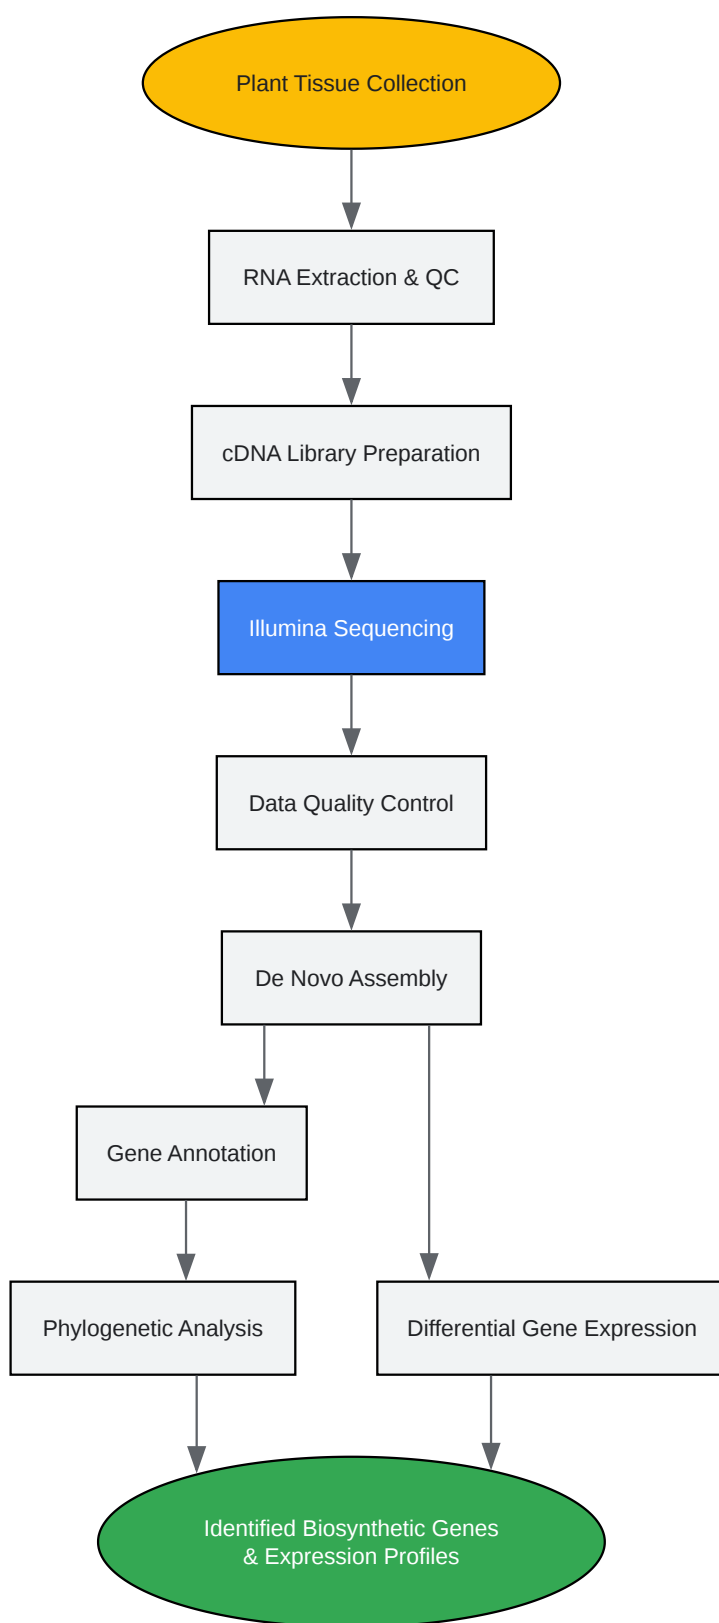 Plant Tissue Collection
RNA Extraction & QC
cDNA Library Preparation
Illumina Sequencing
Data Quality Control
De Novo Assembly
Gene Annotation
Phylogenetic Analysis
Differential Gene Expression
Identified Biosynthetic Genes
& Expression Profiles